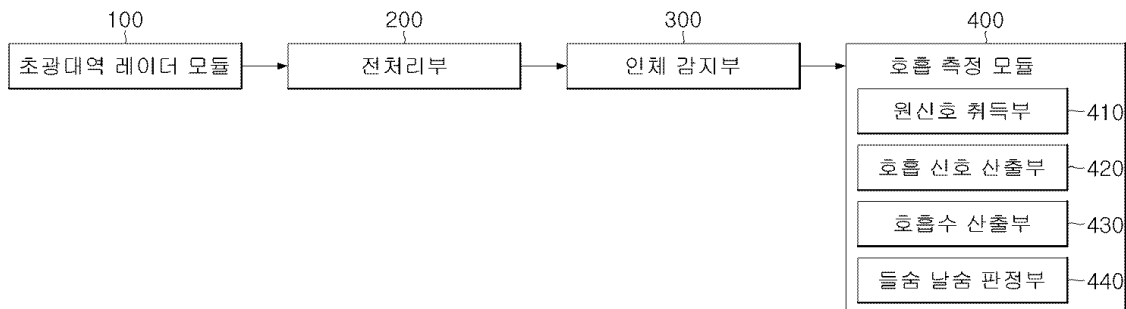 100
200
300
400
초광대역 레이더 모듈
전처리부
인체 감지부
호흡 측정 모듈
원신호 취득부
410
호흡 신호 산출부
420
호흡수 산출부
430
들숨 날숨 판정부
440